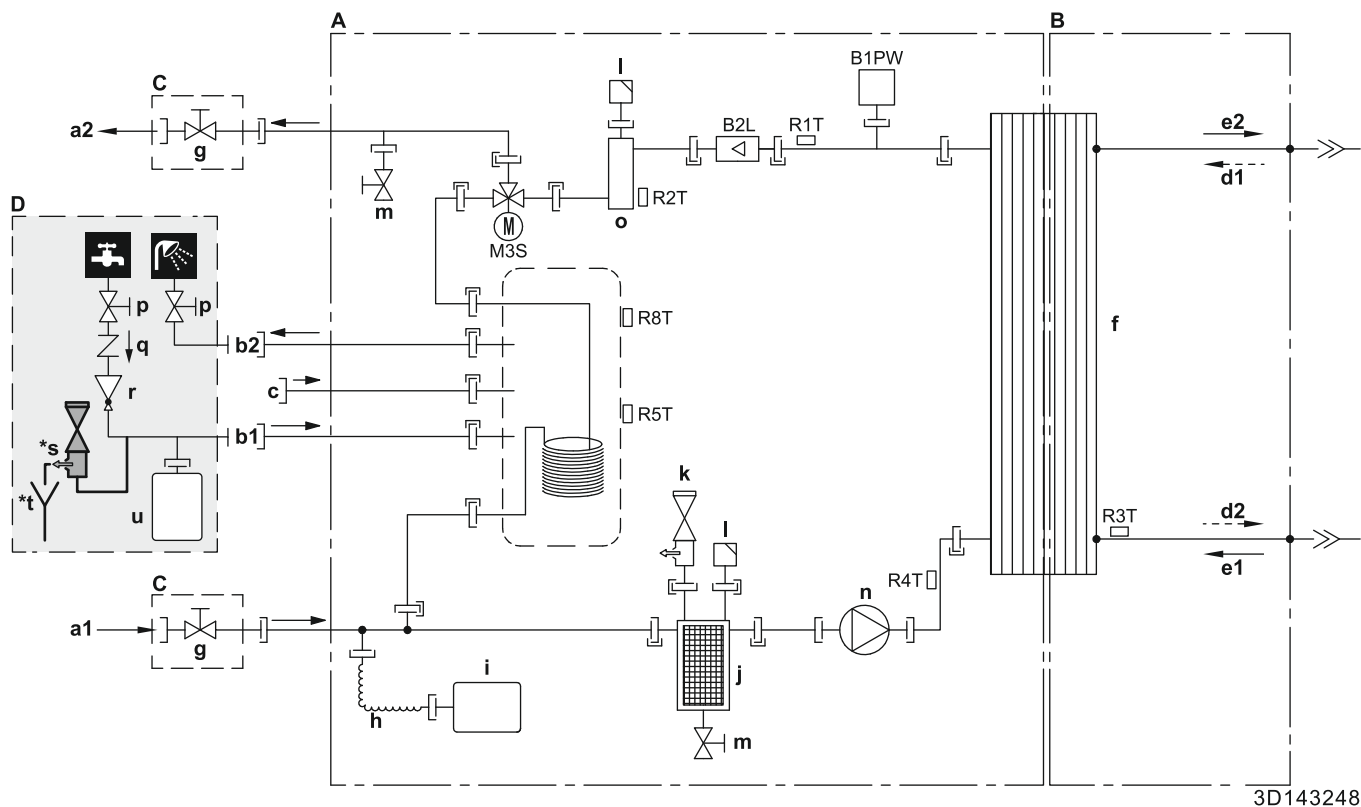 A
B
C
l
B1PW
a2
g
B2L
R1T
e2
d1
m
R2T
D
M
o
M3S
p
p
R8T
f
q
b2
r
c
R5T
*s
b1
k
*t
u
l
R3T
d2
C
R4T
n
e1
a1
g
i
j
h
m
3D143248